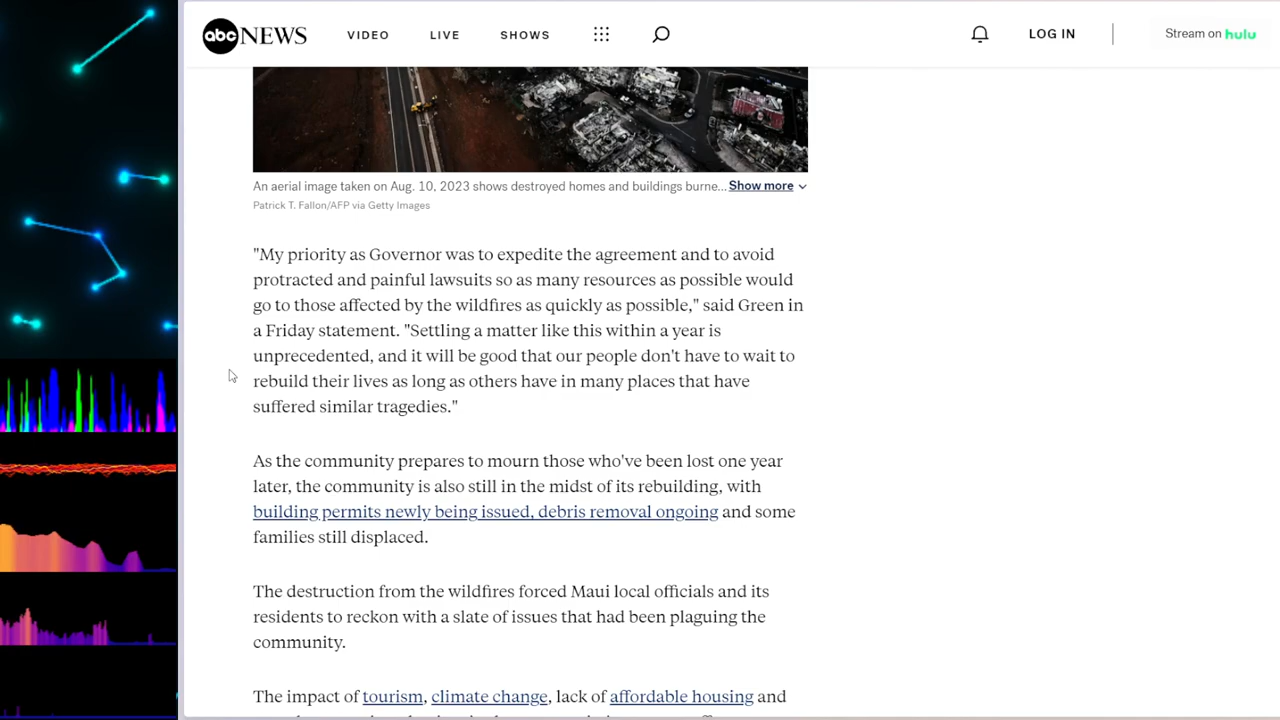 abc NEWS VIDEO LIVE SHOWS LOG IN Stream on hulu
An aerial image taken on Aug. 10, 2023 shows destroyed homes and buildings burne... Show more
Patrick T. Fallon/AFP via Getty Images
"My priority as Governor was to expedite the agreement and to avoid
protracted and painful lawsuits so as many resources as possible would
go to those affected by the wildfires as quickly as possible," said Green in
a Friday statement. "Settling a matter like this within a year is
unprecedented, and it will be good that our people don't have to wait to
rebuild their lives as long as others have in many places that have
suffered similar tragedies."
As the community prepares to mourn those who've been lost one year
later, the community is also still in the midst of its rebuilding, with
building permits newly being issued, debris removal ongoing and some
families still displaced.
The destruction from the wildfires forced Maui local officials and its
residents to reckon with a slate of issues that had been plaguing the
community.
The impact of tourism, climate change, lack of affordable housing and